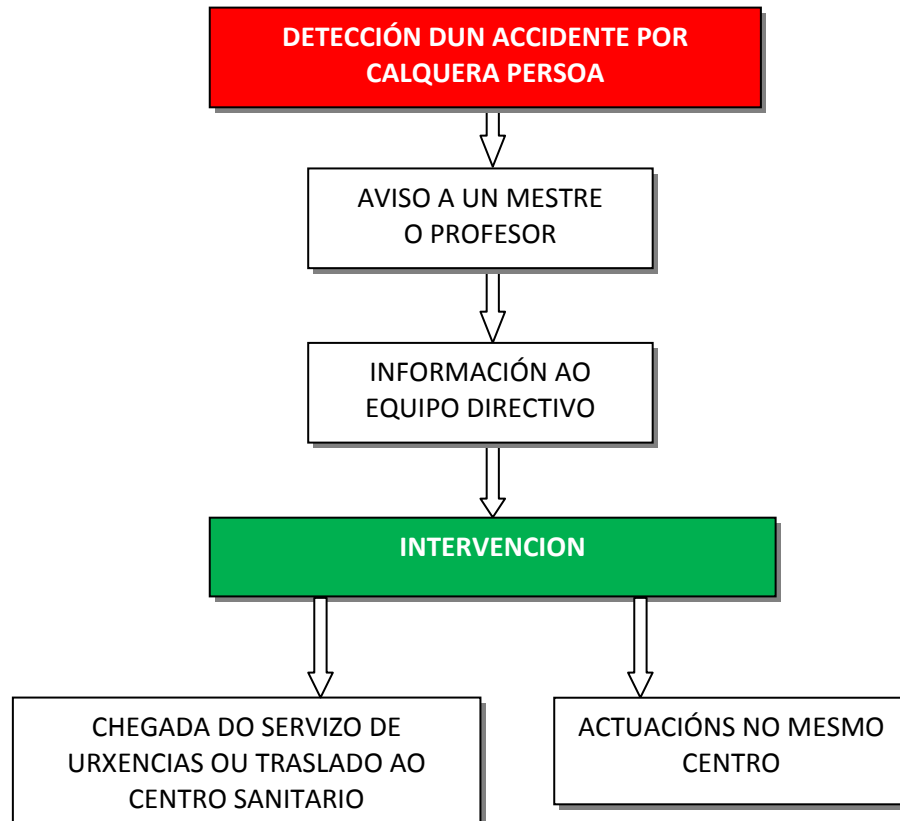 DETECCIÓN DUN ACCIDENTE POR
CALQUERA PERSOA
AVISO A UN MESTRE
O PROFESOR
INFORMACIÓN AO
EQUIPO DIRECTIVO
INTERVENCION
CHEGADA DO SERVIZO DE
URXENCIAS OU TRASLADO AO
CENTRO SANITARIO
ACTUACIÓNS NO MESMO
CENTRO